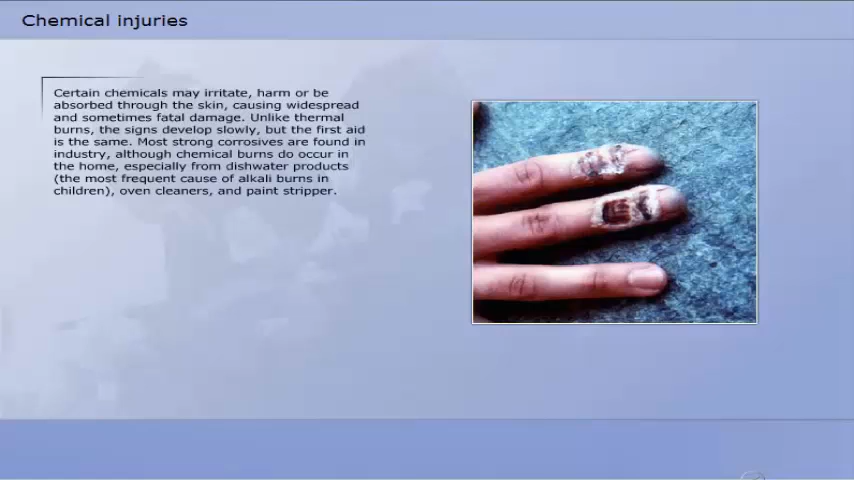 Chemical injuries
Certain chemicals may irritate, harm or be
absorbed through the skin, causing widespread
and sometimes fatal damage. Unlike thermal
burns, the signs develop slowly, but the first aid
is the same. Most strong corrosives are found in
industry, although chemical burns do occur in
the home, especially from dishwater products
(the most frequent cause of alkali burns in
children), oven cleaners, and paint stripper.